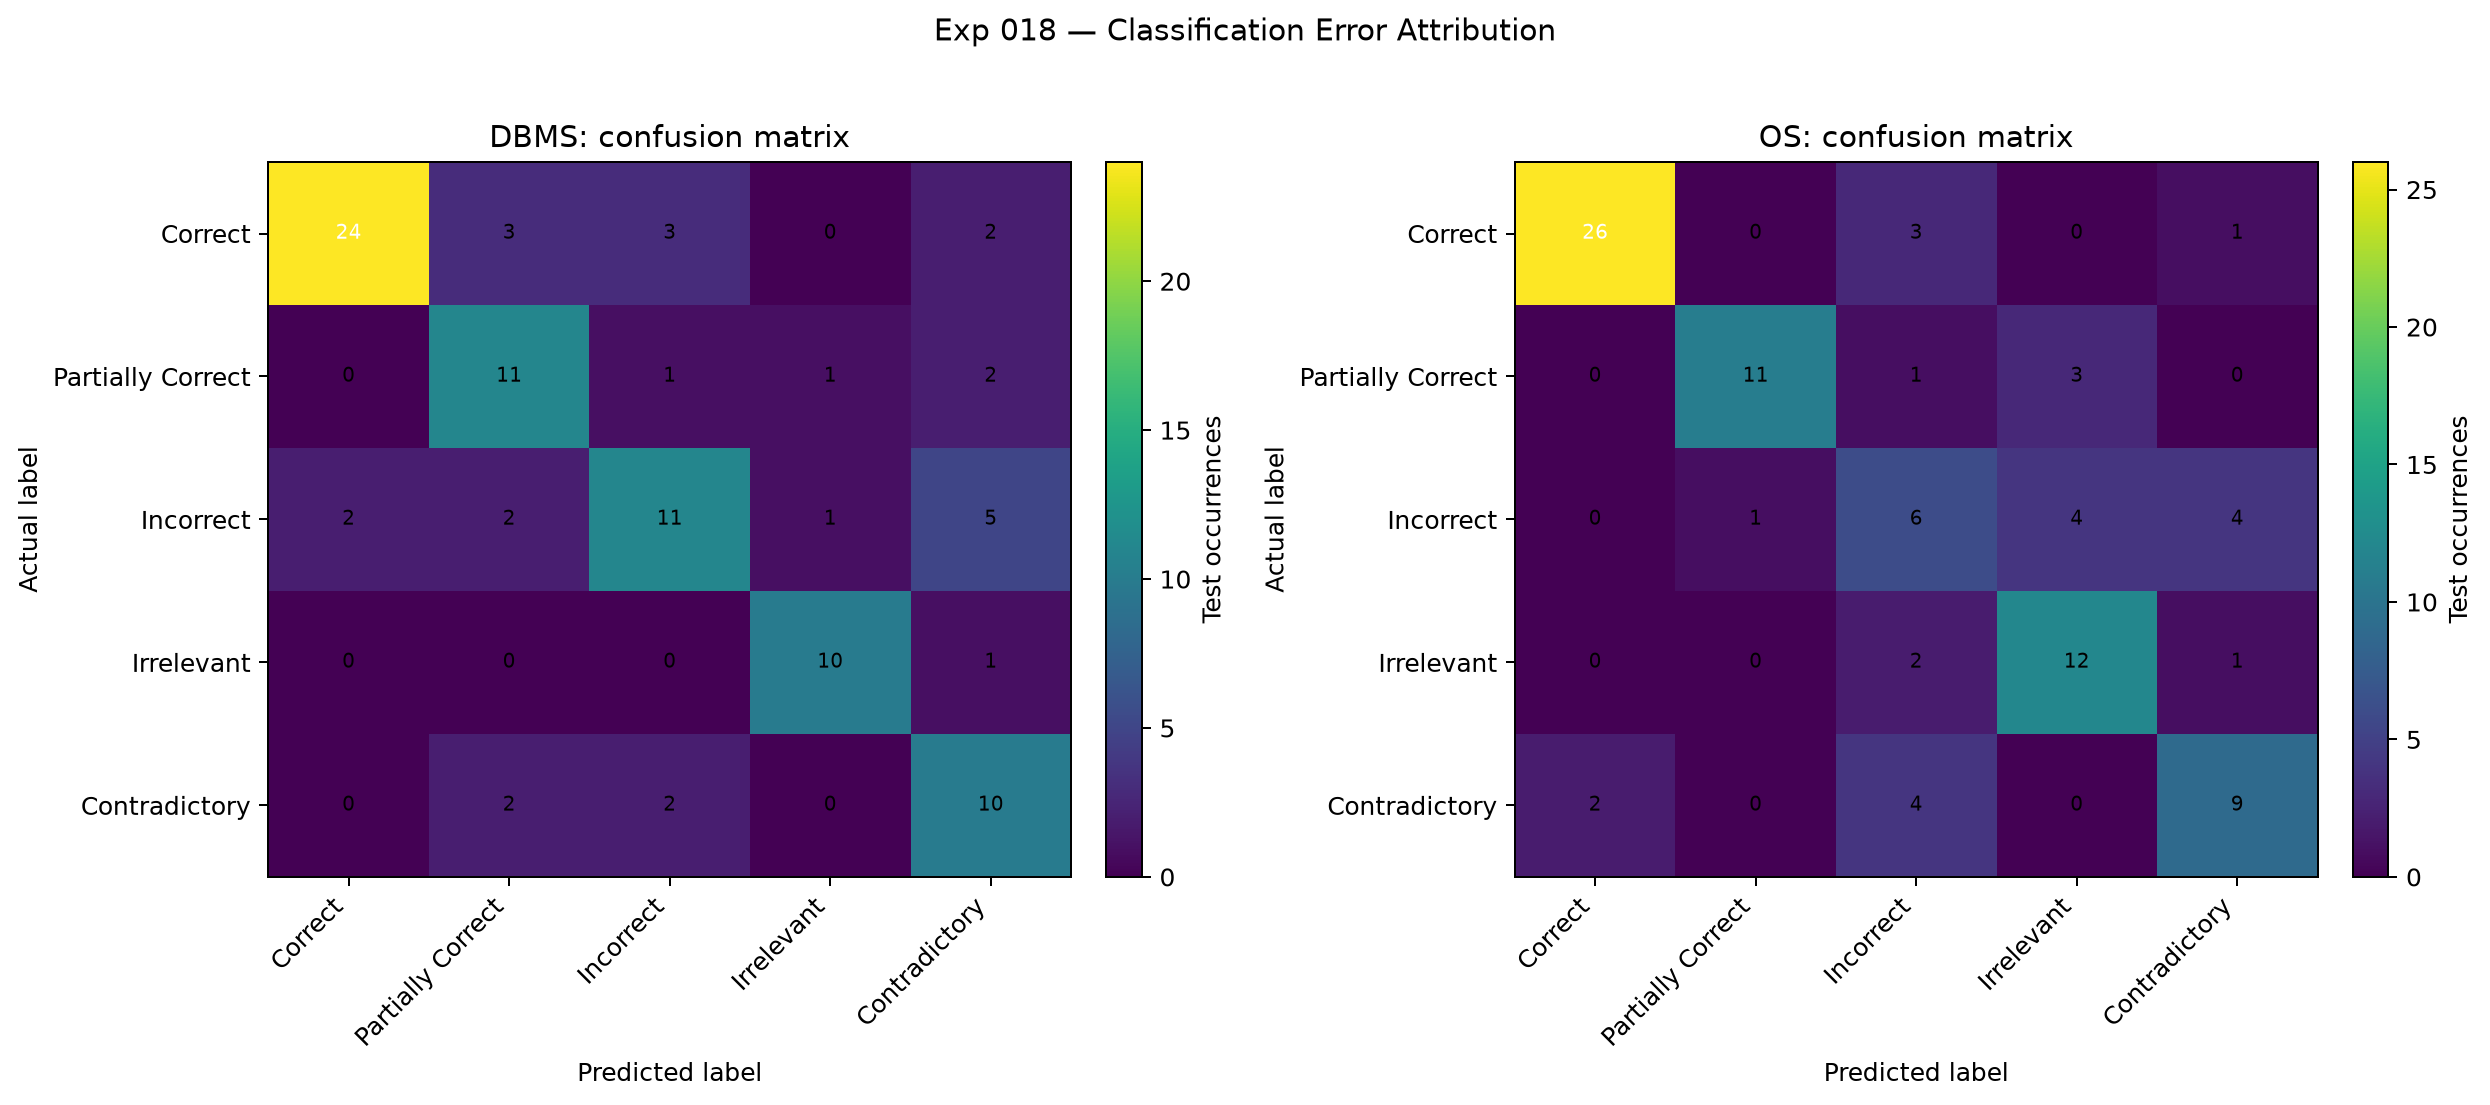 Exp 018 — Classification Error Attribution
DBMS: confusion matrix
Actual label
Correct
24 3 3 0 2
Partially Correct
0 11 1 1 2
Incorrect
2 2 11 1 5
Irrelevant
0 0 0 10 1
Contradictory
0 2 2 0 10
Correct
Partially Correct
Incorrect
Irrelevant
Contradictory
Predicted label
20
15
10
5
0
Test occurrences
OS: confusion matrix
Actual label
Correct
26 0 3 0 1
Partially Correct
0 11 1 3 0
Incorrect
0 1 6 4 4
Irrelevant
0 0 2 12 1
Contradictory
2 0 4 0 9
Correct
Partially Correct
Incorrect
Irrelevant
Contradictory
Predicted label
25
20
15
10
5
0
Test occurrences